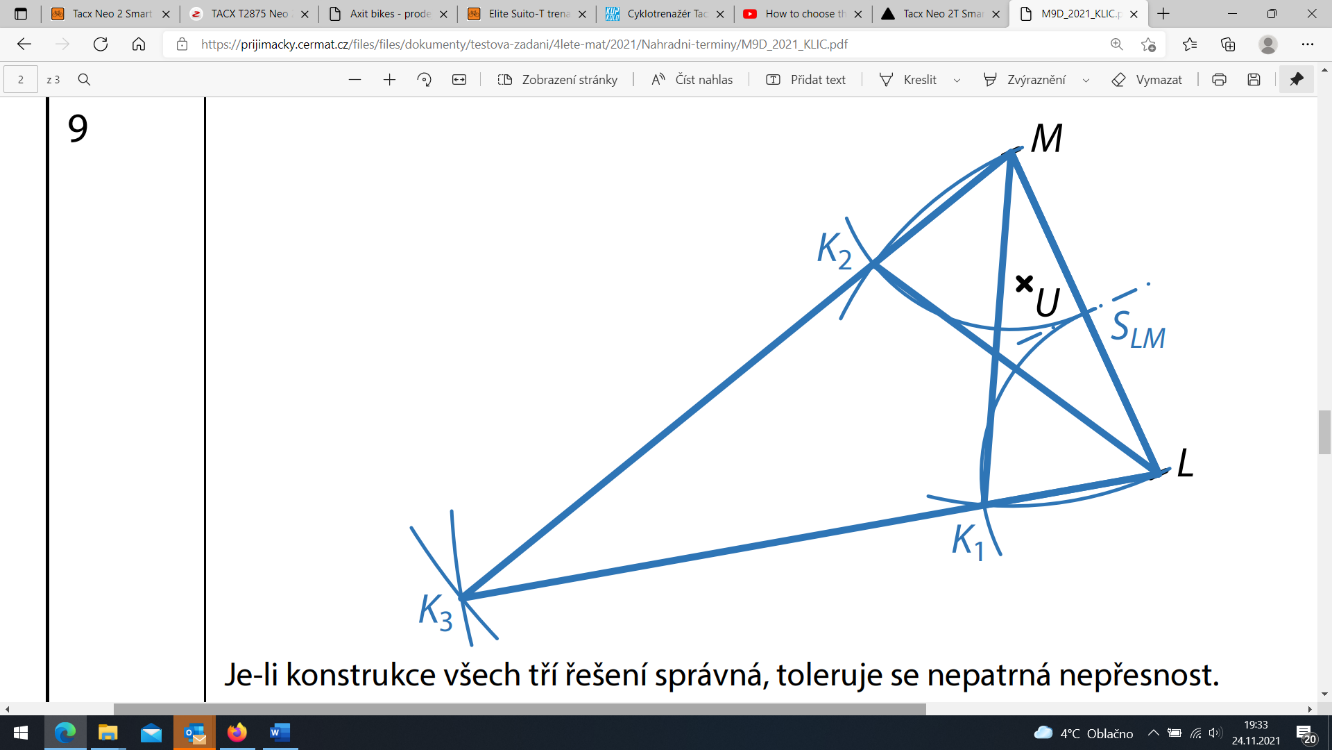 Tacx Neo 2 Smart
TACX T2875 Neo
Axit bikes - prode
Elite Suito-T trena
Cyklotrenažér Tac
How to choose th
Tacx Neo 2T Sma
M9D_2021_KLIC.p
https://prijimacky.cermat.cz/files/files/dokumenty/testova-zadani/4lete-mat/2021/Nahradni-terminy/M9D_2021_KLIC.pdf
2 z 3 Zobrazení stránky Číst nahlas Přidat text Kreslit Zvýraznění Vymazat
9
M
K2
U
SLM
L
K1
K3
Je-li konstrukce všech tří řešení správná, toleruje se nepatrná nepřesnost.
4°C Oblačno
19:33
24.11.2021
20